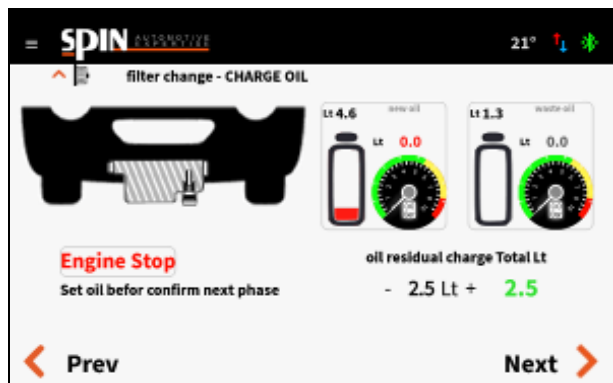 SPIN AUTOMOTIVE EXPERTISE
21°
filter change - CHARGE OIL
Lt 4.6 new oil
Lt 0.0
Lt 1.3 waste oil
Lt 0.0
Engine Stop
Set oil befor confirm next phase
oil residual charge Total Lt
- 2.5 Lt + 2.5
Prev
Next